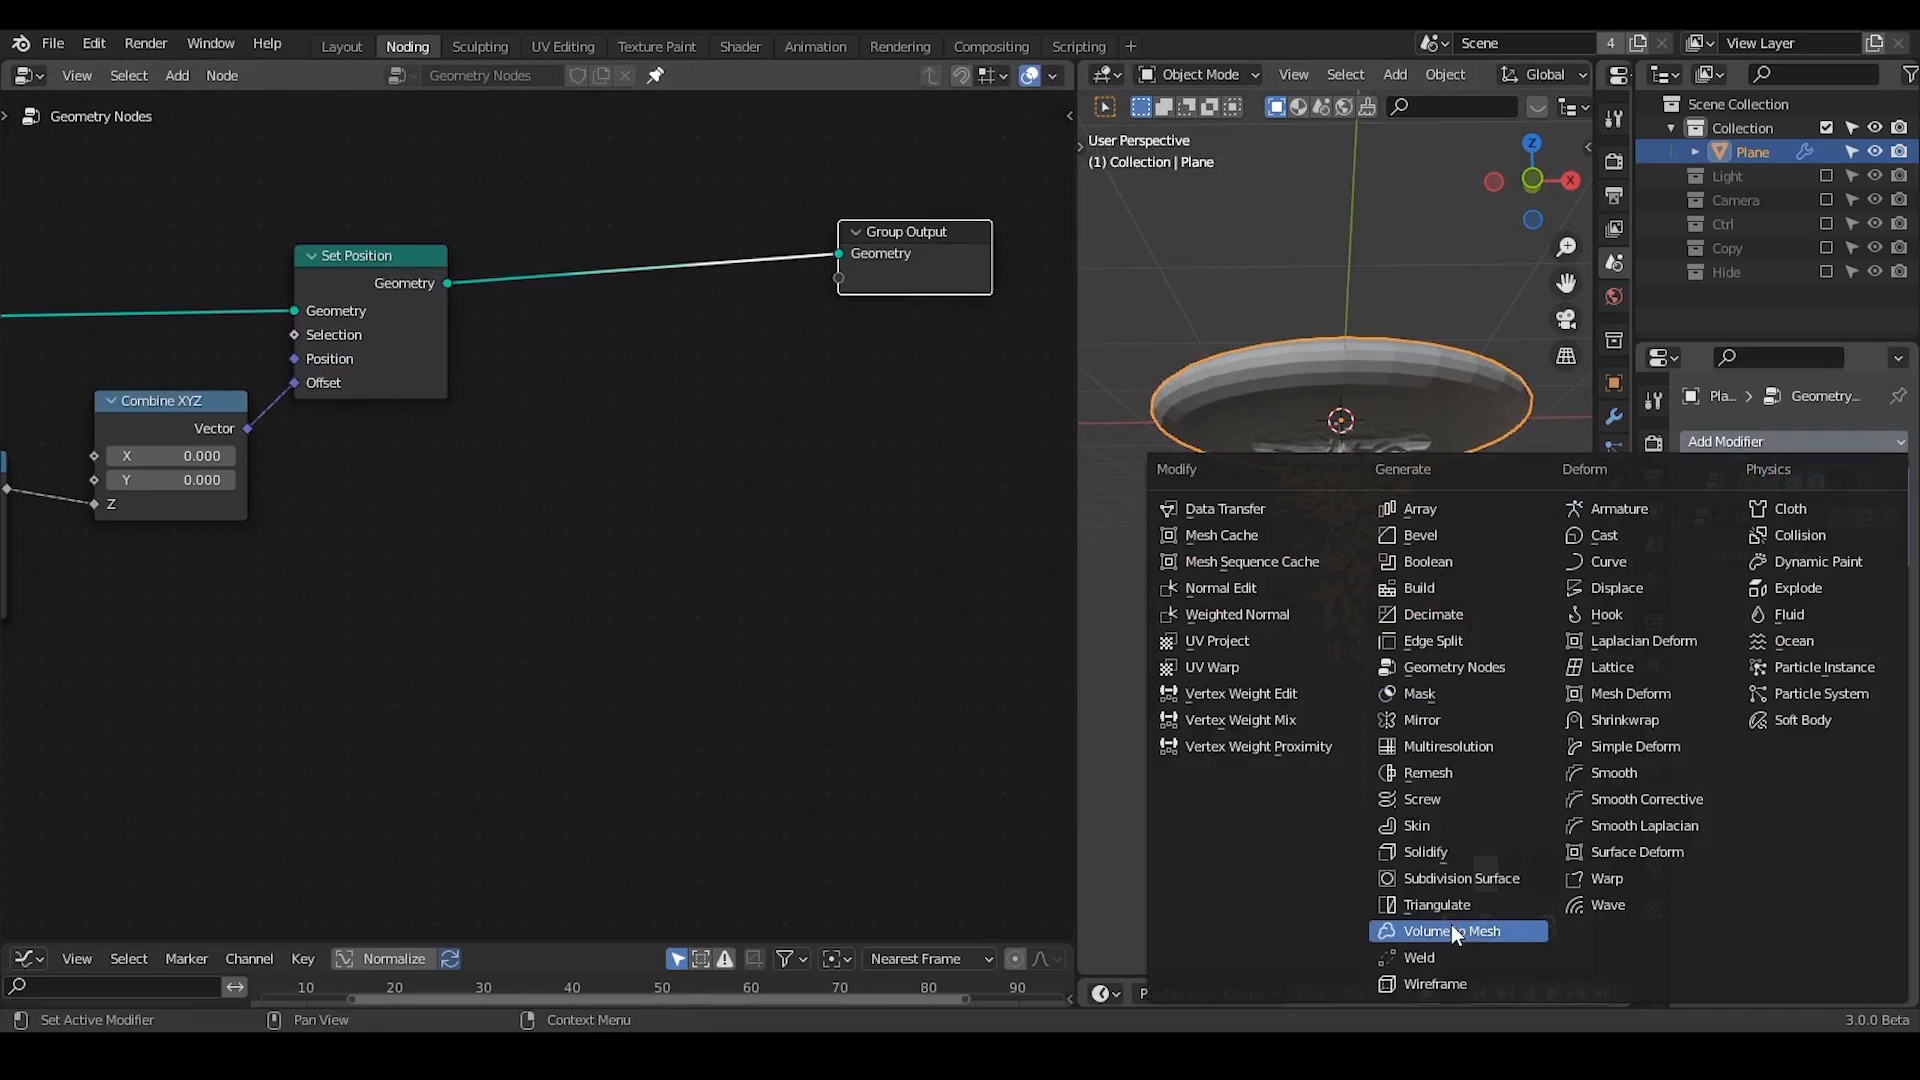 File Edit Render Window Help Layout Noding Sculpting UV Editing Texture Paint Shader Animation Rendering Compositing Scripting + Scene 4 View Layer
View Select Add Node Geometry Nodes Object Mode View Select Add Object Global
Geometry Nodes
User Perspective
(1) Collection | Plane
Z
X
Scene Collection
Collection
Plane
Light
Camera
Ctrl
Copy
Hide
Set Position
Geometry
Geometry
Selection
Position
Offset
Group Output
Geometry
Combine XYZ
Vector
X 0.000
Y 0.000
Z
Pla... > Geometry...
Add Modifier
Modify
Data Transfer
Mesh Cache
Mesh Sequence Cache
Normal Edit
Weighted Normal
UV Project
UV Warp
Vertex Weight Edit
Vertex Weight Mix
Vertex Weight Proximity
Generate
Array
Bevel
Boolean
Build
Decimate
Edge Split
Geometry Nodes
Mask
Mirror
Multiresolution
Remesh
Screw
Skin
Solidify
Subdivision Surface
Triangulate
Volume to Mesh
Weld
Wireframe
Deform
Armature
Cast
Curve
Displace
Hook
Laplacian Deform
Lattice
Mesh Deform
Shrinkwrap
Simple Deform
Smooth
Smooth Corrective
Smooth Laplacian
Surface Deform
Warp
Wave
Physics
Cloth
Collision
Dynamic Paint
Explode
Fluid
Ocean
Particle Instance
Particle System
Soft Body
View Select Marker Channel Key Normalize Nearest Frame
10 20 30 40 50 60 70 80 90
Set Active Modifier Pan View Context Menu 3.0.0 Beta